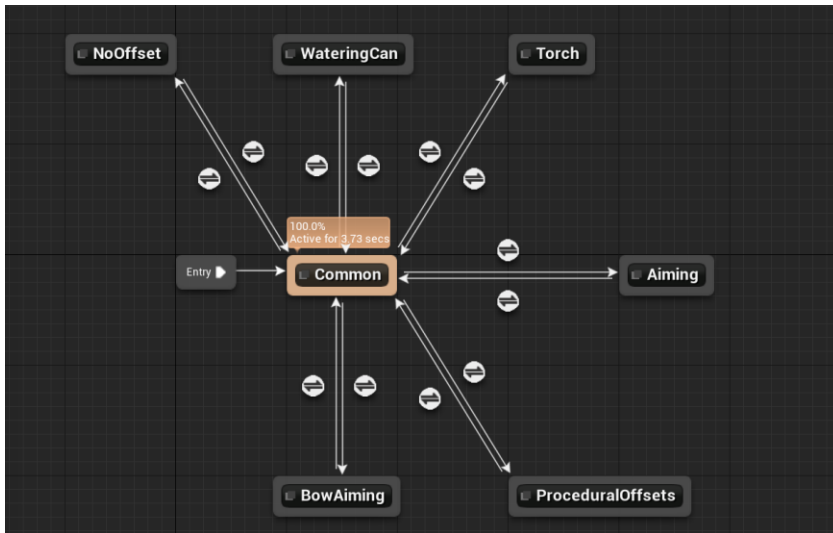 NoOffset
WateringCan
Torch
100.0%
Active for 3.73 secs
Entry
Common
Aiming
BowAiming
ProceduralOffsets